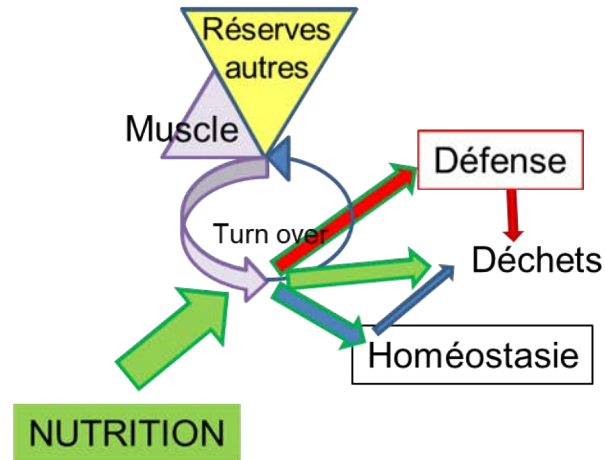 Réserves
autres
Muscle
Défense
Turn over
Déchets
Homéostasie
NUTRITION